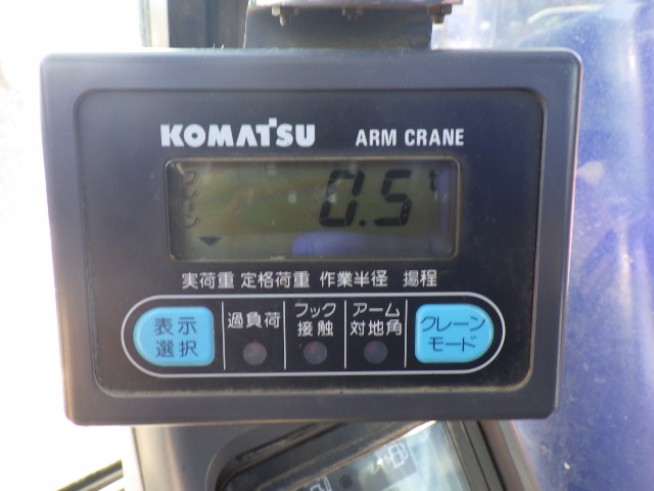 KOMATSU ARM CRANE
0.5 t
実荷重 定格荷重 作業半径 揚程
表示
選択
過負荷
フック
接触
アーム
対地角
クレーン
モード